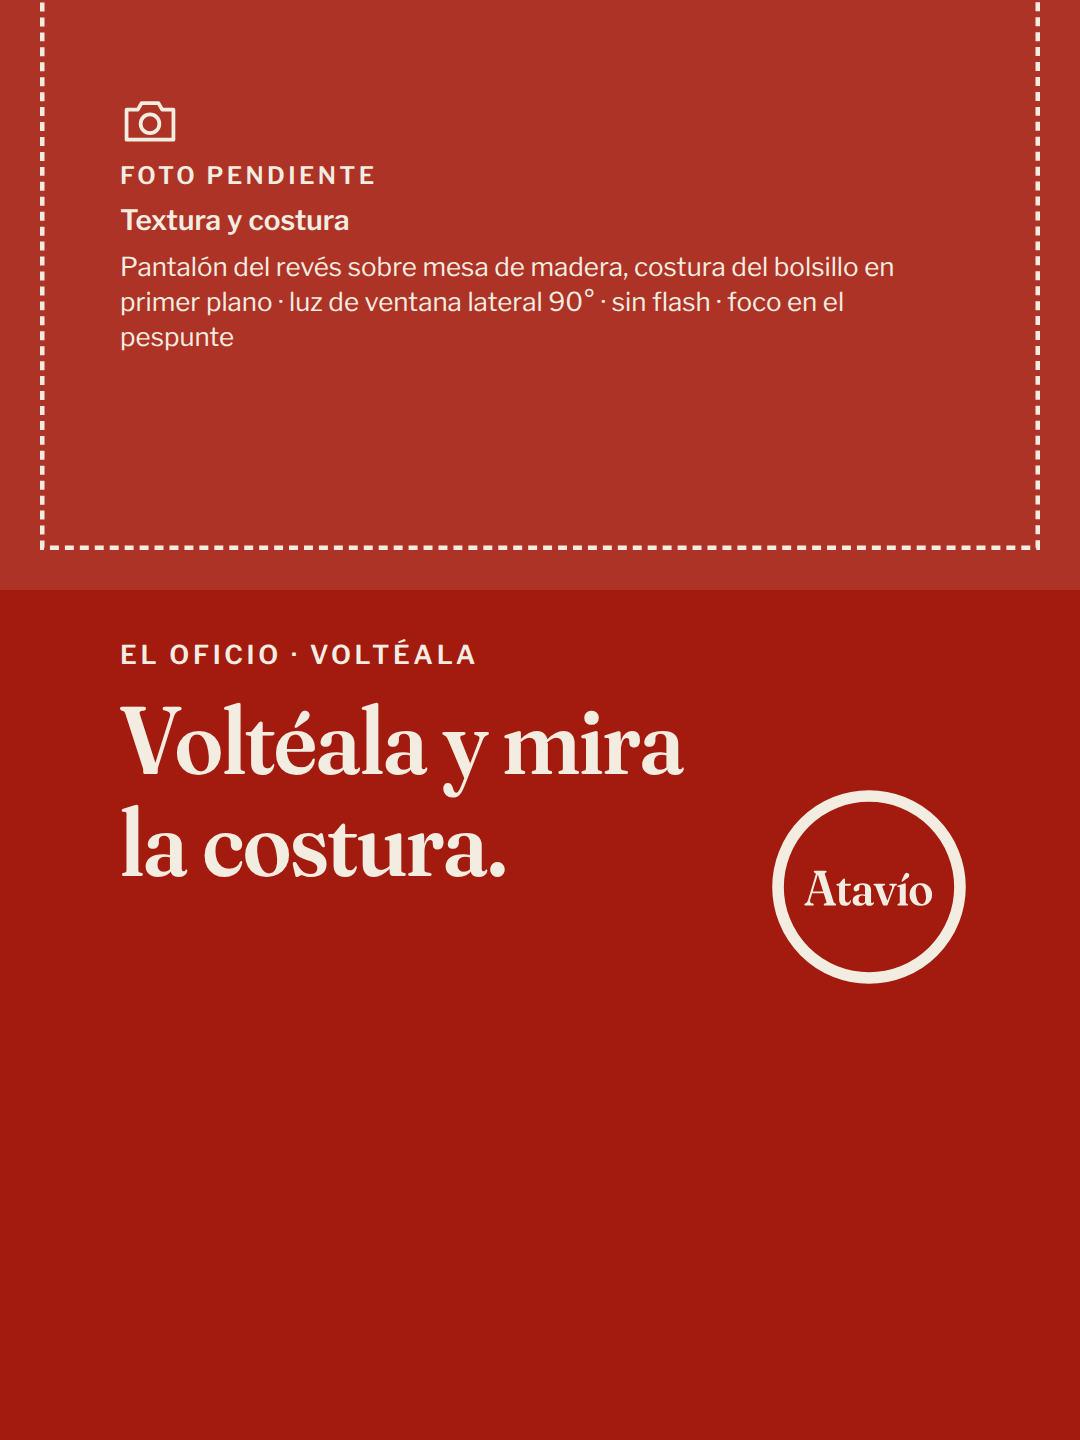 FOTO PENDIENTE
Textura y costura
Pantalón del revés sobre mesa de madera, costura del bolsillo en
primer plano · luz de ventana lateral 90° · sin flash · foco en el
pespunte
EL OFICIO · VOLTÉALA
Voltéala y mira
la costura.
Atavío